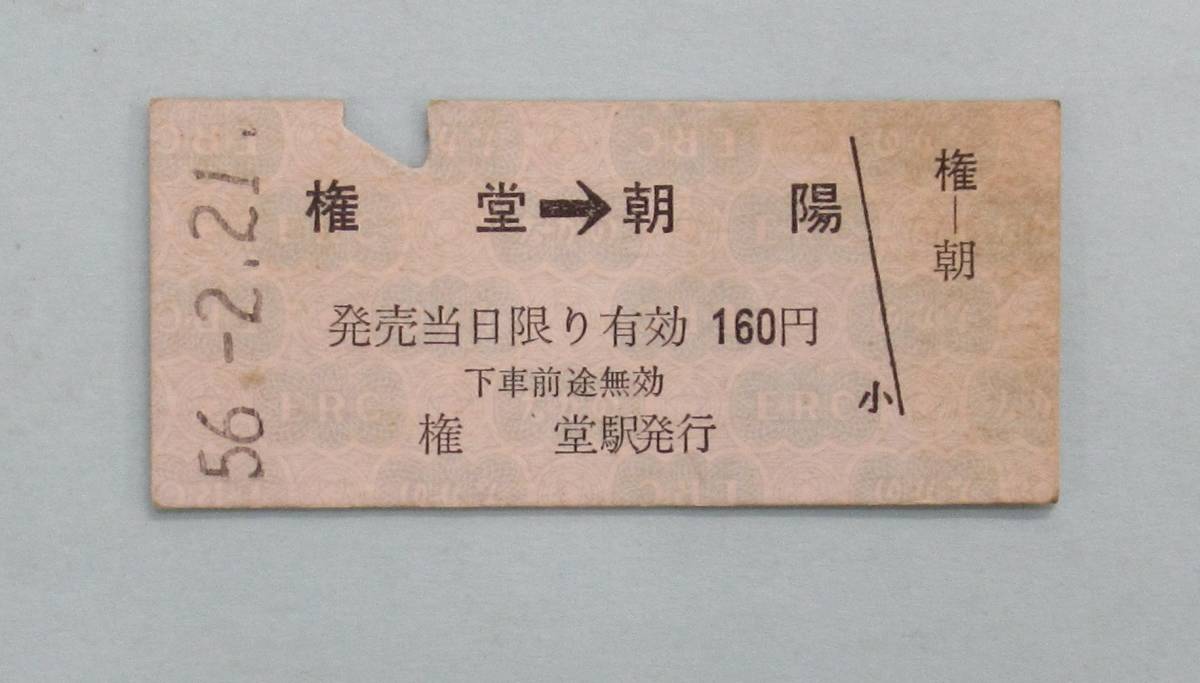 56.-2.21.
権堂➡朝陽
発売当日限り有効 160円
下車前途無効
権堂駅発行
小
権―朝